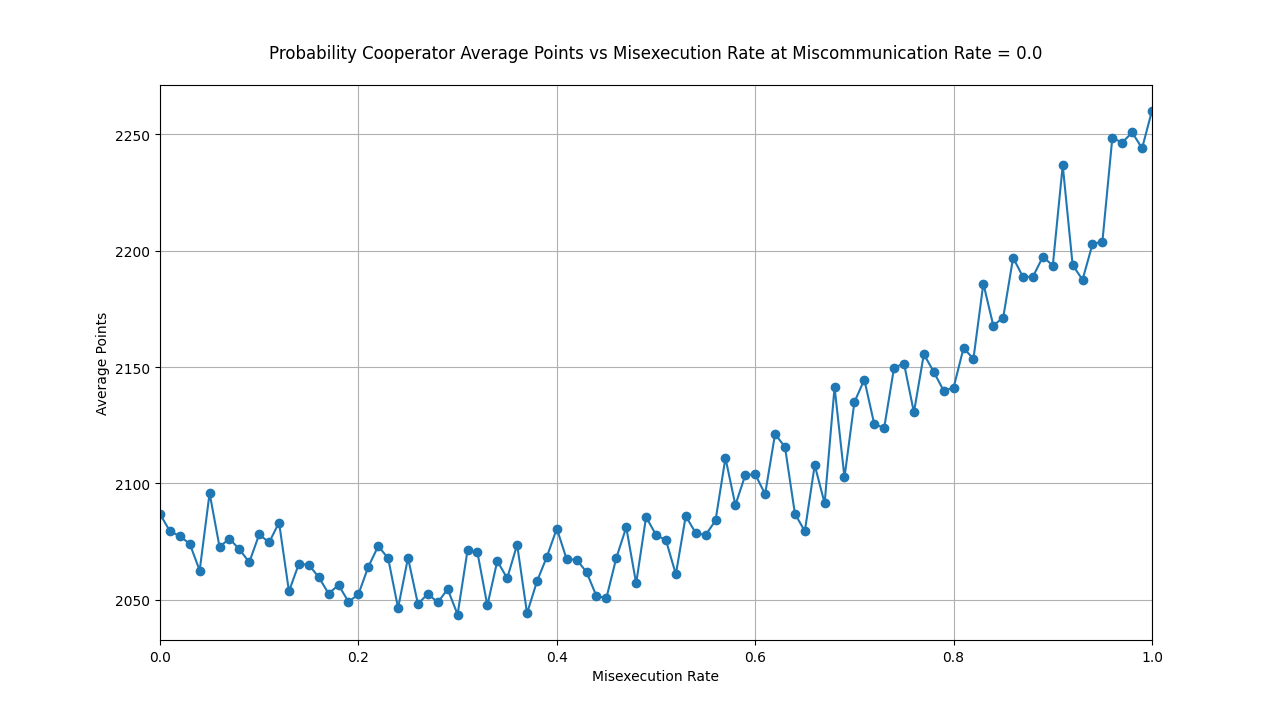 Probability Cooperator Average Points vs Misexecution Rate at Miscommunication Rate = 0.0
2250
2200
2150
2100
2050
Average Points
0.0 0.2 0.4 0.6 0.8 1.0
Misexecution Rate